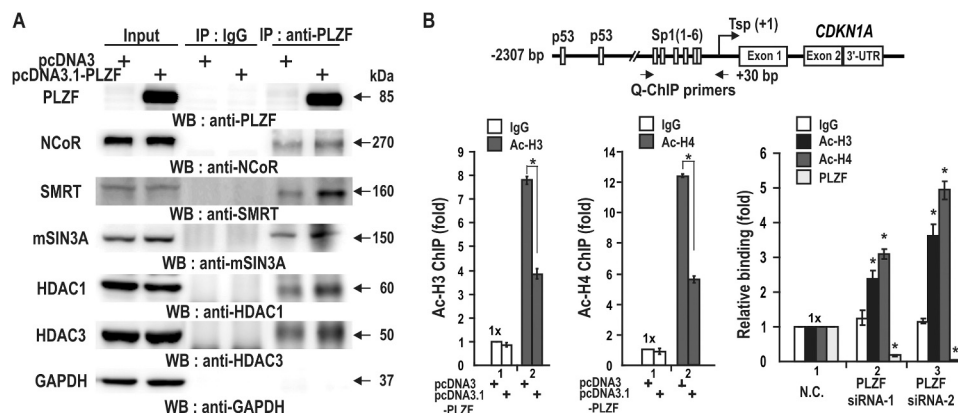 A
Input IP : IgG IP : anti-PLZF
pcDNA3 + + +
pcDNA3.1-PLZF + + + kDa
PLZF 85
WB : anti-PLZF
NCoR 270
WB : anti-NCoR
SMRT 160
WB : anti-SMRT
mSIN3A 150
WB : anti-mSIN3A
HDAC1 60
WB : anti-HDAC1
HDAC3 50
WB : anti-HDAC3
GAPDH 37
WB : anti-GAPDH
B
Tsp (+1)
CDKN1A
p53 p53 Sp1(1-6)
-2307 bp Exon 1 Exon 2 3'-UTR
+30 bp
Q-ChIP primers
IgG
Ac-H3
Ac-H3 ChIP (fold)
9
8
7
6
5
4
3
2
1
0
1x
*
1 2
pcDNA3 + +
pcDNA3.1 + +
-PLZF
IgG
Ac-H4
Ac-H4 ChIP (fold)
14
12
10
8
6
4
2
0
1x
*
1 2
pcDNA3 + +
pcDNA3.1 + +
-PLZF
IgG
Ac-H3
Ac-H4
PLZF
Relative binding (fold)
6
5
4
3
2
1
0
1x
* * *
* * *
1 2 3
N.C. PLZF PLZF
siRNA-1 siRNA-2